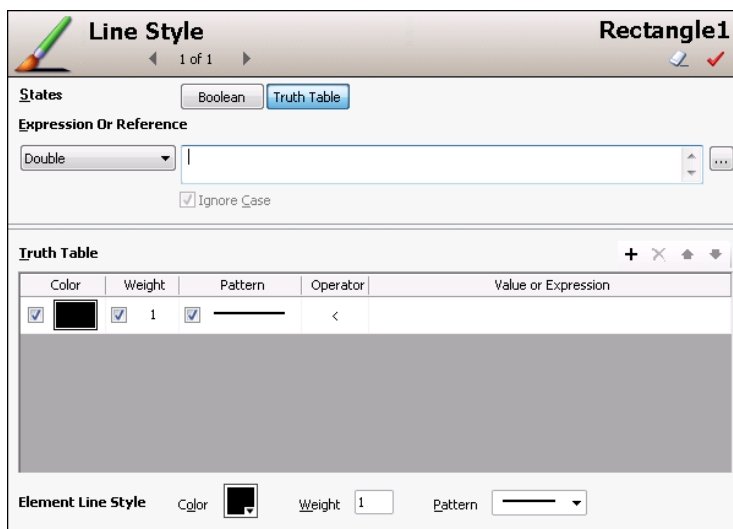 Line Style
Rectangle1
1 of 1
States
Boolean
Truth Table
Expression Or Reference
Double
...
Ignore Case
Truth Table
Color Weight Pattern Operator Value or Expression
1 <
Element Line Style Color Weight 1 Pattern